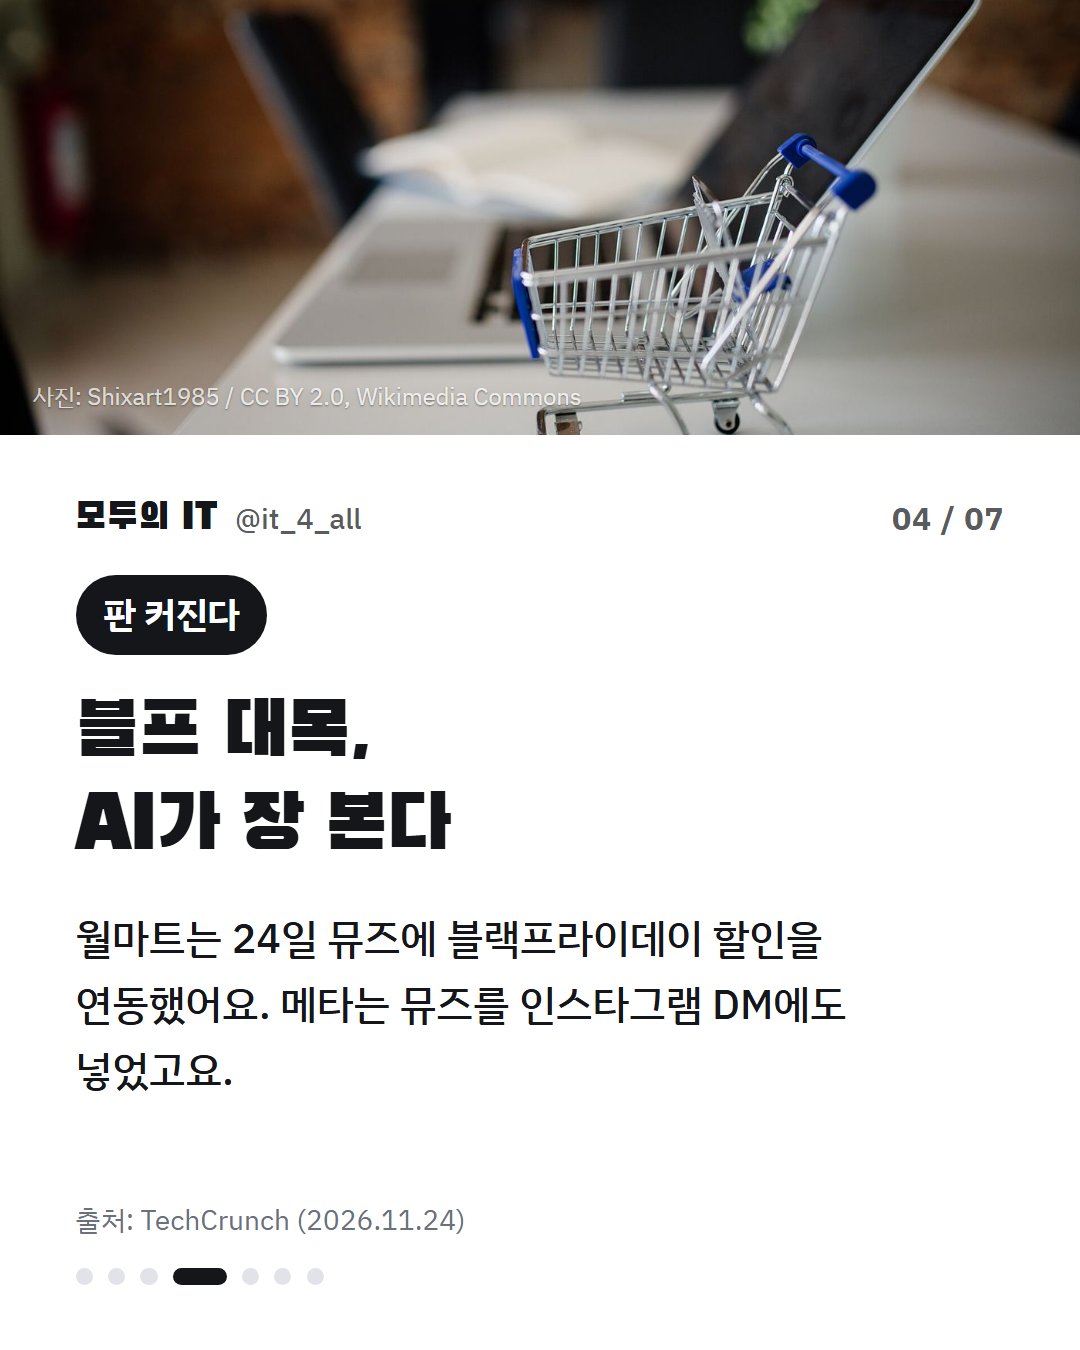 사진: Shixart1985 / CC BY 2.0, Wikimedia Commons
모두의 IT @it_4_all
04 / 07
판 커진다
블프 대목,
AI가 장 본다
월마트는 24일 뮤즈에 블랙프라이데이 할인을
연동했어요. 메타는 뮤즈를 인스타그램 DM에도
넣었고요.
출처: TechCrunch (2026.11.24)